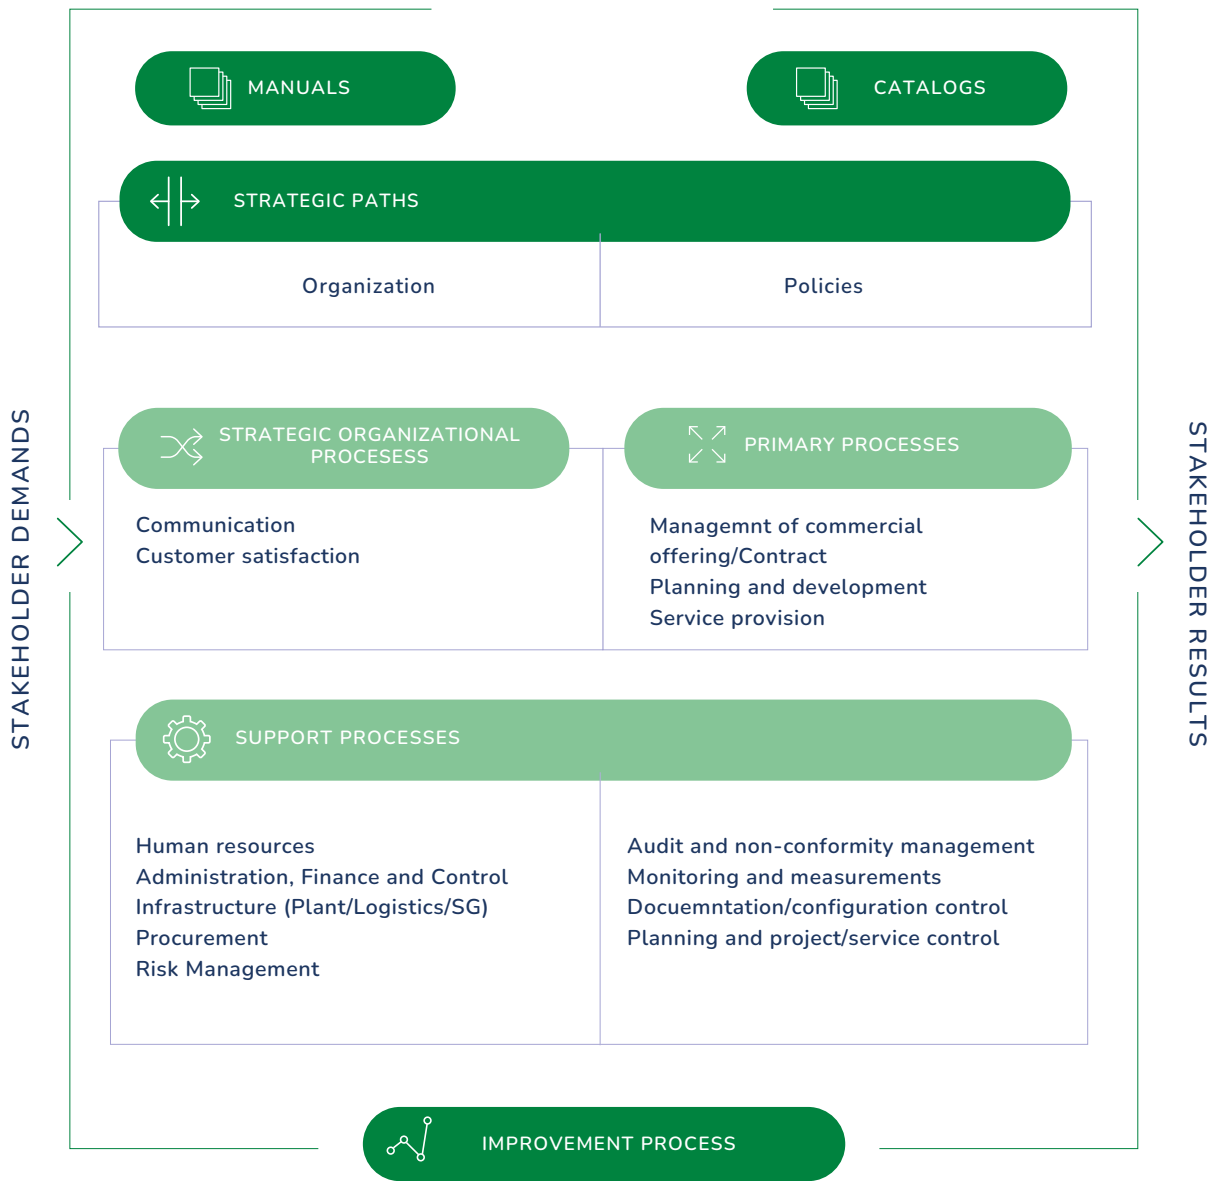 MANUALS
CATALOGS
STRATEGIC PATHS
Organization
Policies
STAKEHOLDER DEMANDS
STRATEGIC ORGANIZATIONAL
PROCESESS
Communication
Customer satisfaction
PRIMARY PROCESSES
Managemnt of commercial
offering/Contract
Planning and development
Service provision
STAKEHOLDER RESULTS
SUPPORT PROCESSES
Human resources
Administration, Finance and Control
Infrastructure (Plant/Logistics/SG)
Procurement
Risk Management
Audit and non-conformity management
Monitoring and measurements
Docuemntation/configuration control
Planning and project/service control
IMPROVEMENT PROCESS